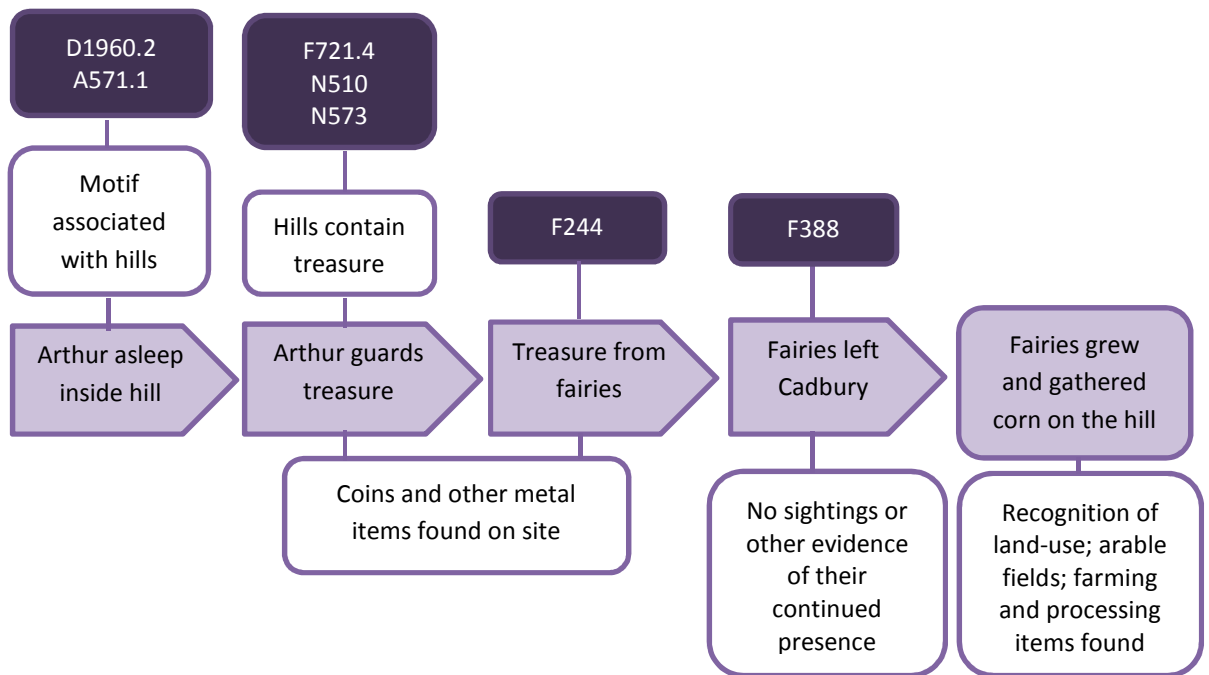 D1960.2
A571.1
Motif
associated
with hills
Arthur asleep
inside hill
F721.4
N510
N573
Hills contain
treasure
Arthur guards
treasure
Coins and other metal
items found on site
F244
Treasure from
fairies
F388
Fairies left
Cadbury
No sightings or
other evidence
of their
continued
presence
Fairies grew
and gathered
corn on the hill
Recognition of
land-use; arable
fields; farming
and processing
items found